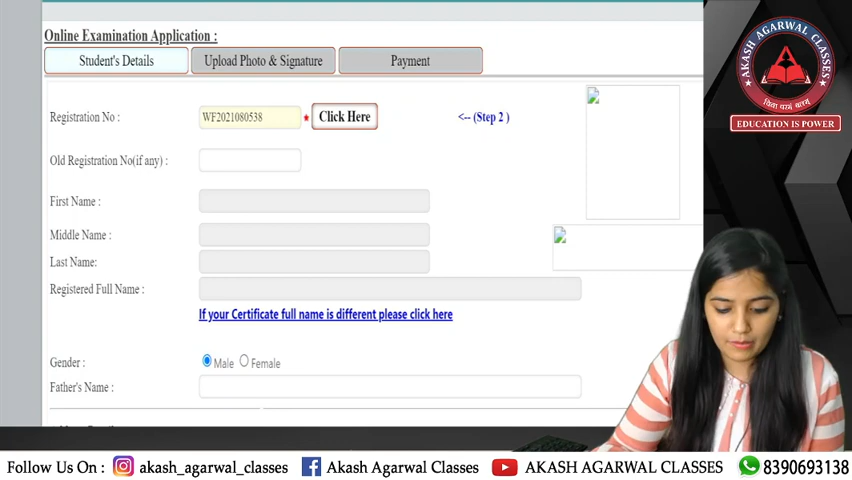 Online Examination Application :
Student's Details
Upload Photo & Signature
Payment
AKASH AGARWAL CLASSES
EDUCATION IS POWER
Registration No :
WF2021080538
*
Click Here
<-- (Step 2 )
Old Registration No(if any) :
First Name :
Middle Name :
Last Name:
Registered Full Name :
If your Certificate full name is different please click here
Gender :
Male
Female
Father's Name :
Follow Us On :
akash_agarwal_classes
Akash Agarwal Classes
AKASH AGARWAL CLASSES
8390693138